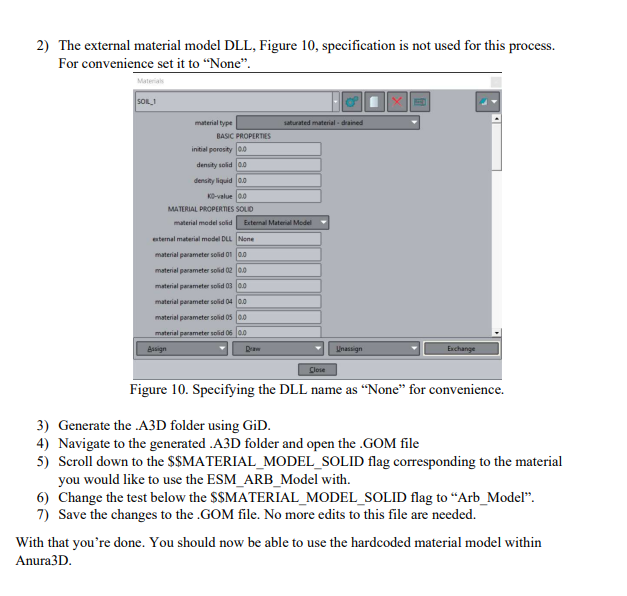 2) The external material model DLL, Figure 10, specification is not used for this process.
For convenience set it to “None”.
Materials
SOIL_1
material type saturated material - drained
BASIC PROPERTIES
initial porosity 0.0
density solid 0.0
density liquid 0.0
K0-value 0.0
MATERIAL PROPERTIES SOLID
material model solid External Material Model
external material model DLL None
material parameter solid 01 0.0
material parameter solid 02 0.0
material parameter solid 03 0.0
material parameter solid 04 0.0
material parameter solid 05 0.0
material parameter solid 06 0.0
Assign Draw Unassign Exchange
Close
Figure 10. Specifying the DLL name as “None” for convenience.
3) Generate the .A3D folder using GiD.
4) Navigate to the generated .A3D folder and open the .GOM file
5) Scroll down to the $$MATERIAL_MODEL_SOLID flag corresponding to the material
you would like to use the ESM_ARB_Model with.
6) Change the test below the $$MATERIAL_MODEL_SOLID flag to “Arb_Model”.
7) Save the changes to the .GOM file. No more edits to this file are needed.
With that you’re done. You should now be able to use the hardcoded material model within
Anura3D.